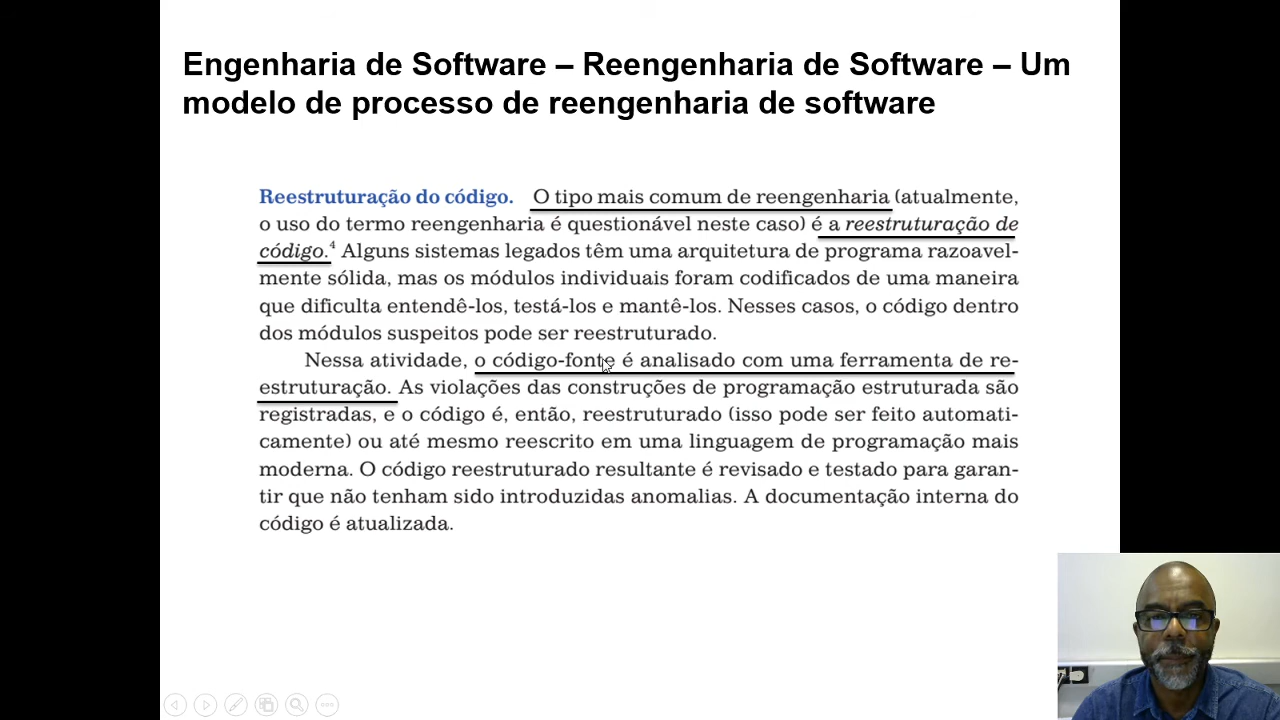 Engenharia de Software – Reengenharia de Software – Um
modelo de processo de reengenharia de software
Reestruturação do código. O tipo mais comum de reengenharia (atualmente,
o uso do termo reengenharia é questionável neste caso) é a reestruturação de
código.⁴ Alguns sistemas legados têm uma arquitetura de programa razoavel-
mente sólida, mas os módulos individuais foram codificados de uma maneira
que dificulta entendê-los, testá-los e mantê-los. Nesses casos, o código dentro
dos módulos suspeitos pode ser reestruturado.
Nessa atividade, o código-fonte é analisado com uma ferramenta de re-
estruturação. As violações das construções de programação estruturada são
registradas, e o código é, então, reestruturado (isso pode ser feito automati-
camente) ou até mesmo reescrito em uma linguagem de programação mais
moderna. O código reestruturado resultante é revisado e testado para garan-
tir que não tenham sido introduzidas anomalias. A documentação interna do
código é atualizada.